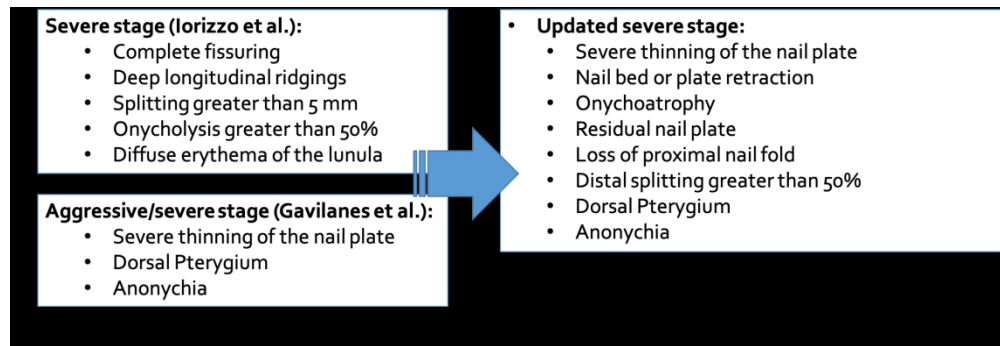 Severe stage (Iorizzo et al.):
• Complete fissuring
• Deep longitudinal ridgings
• Splitting greater than 5 mm
• Onycholysis greater than 50%
• Diffuse erythema of the lunula
Aggressive/severe stage (Gavilanes et al.):
• Severe thinning of the nail plate
• Dorsal Pterygium
• Anonychia
• Updated severe stage:
• Severe thinning of the nail plate
• Nail bed or plate retraction
• Onychoatrophy
• Residual nail plate
• Loss of proximal nail fold
• Distal splitting greater than 50%
• Dorsal Pterygium
• Anonychia